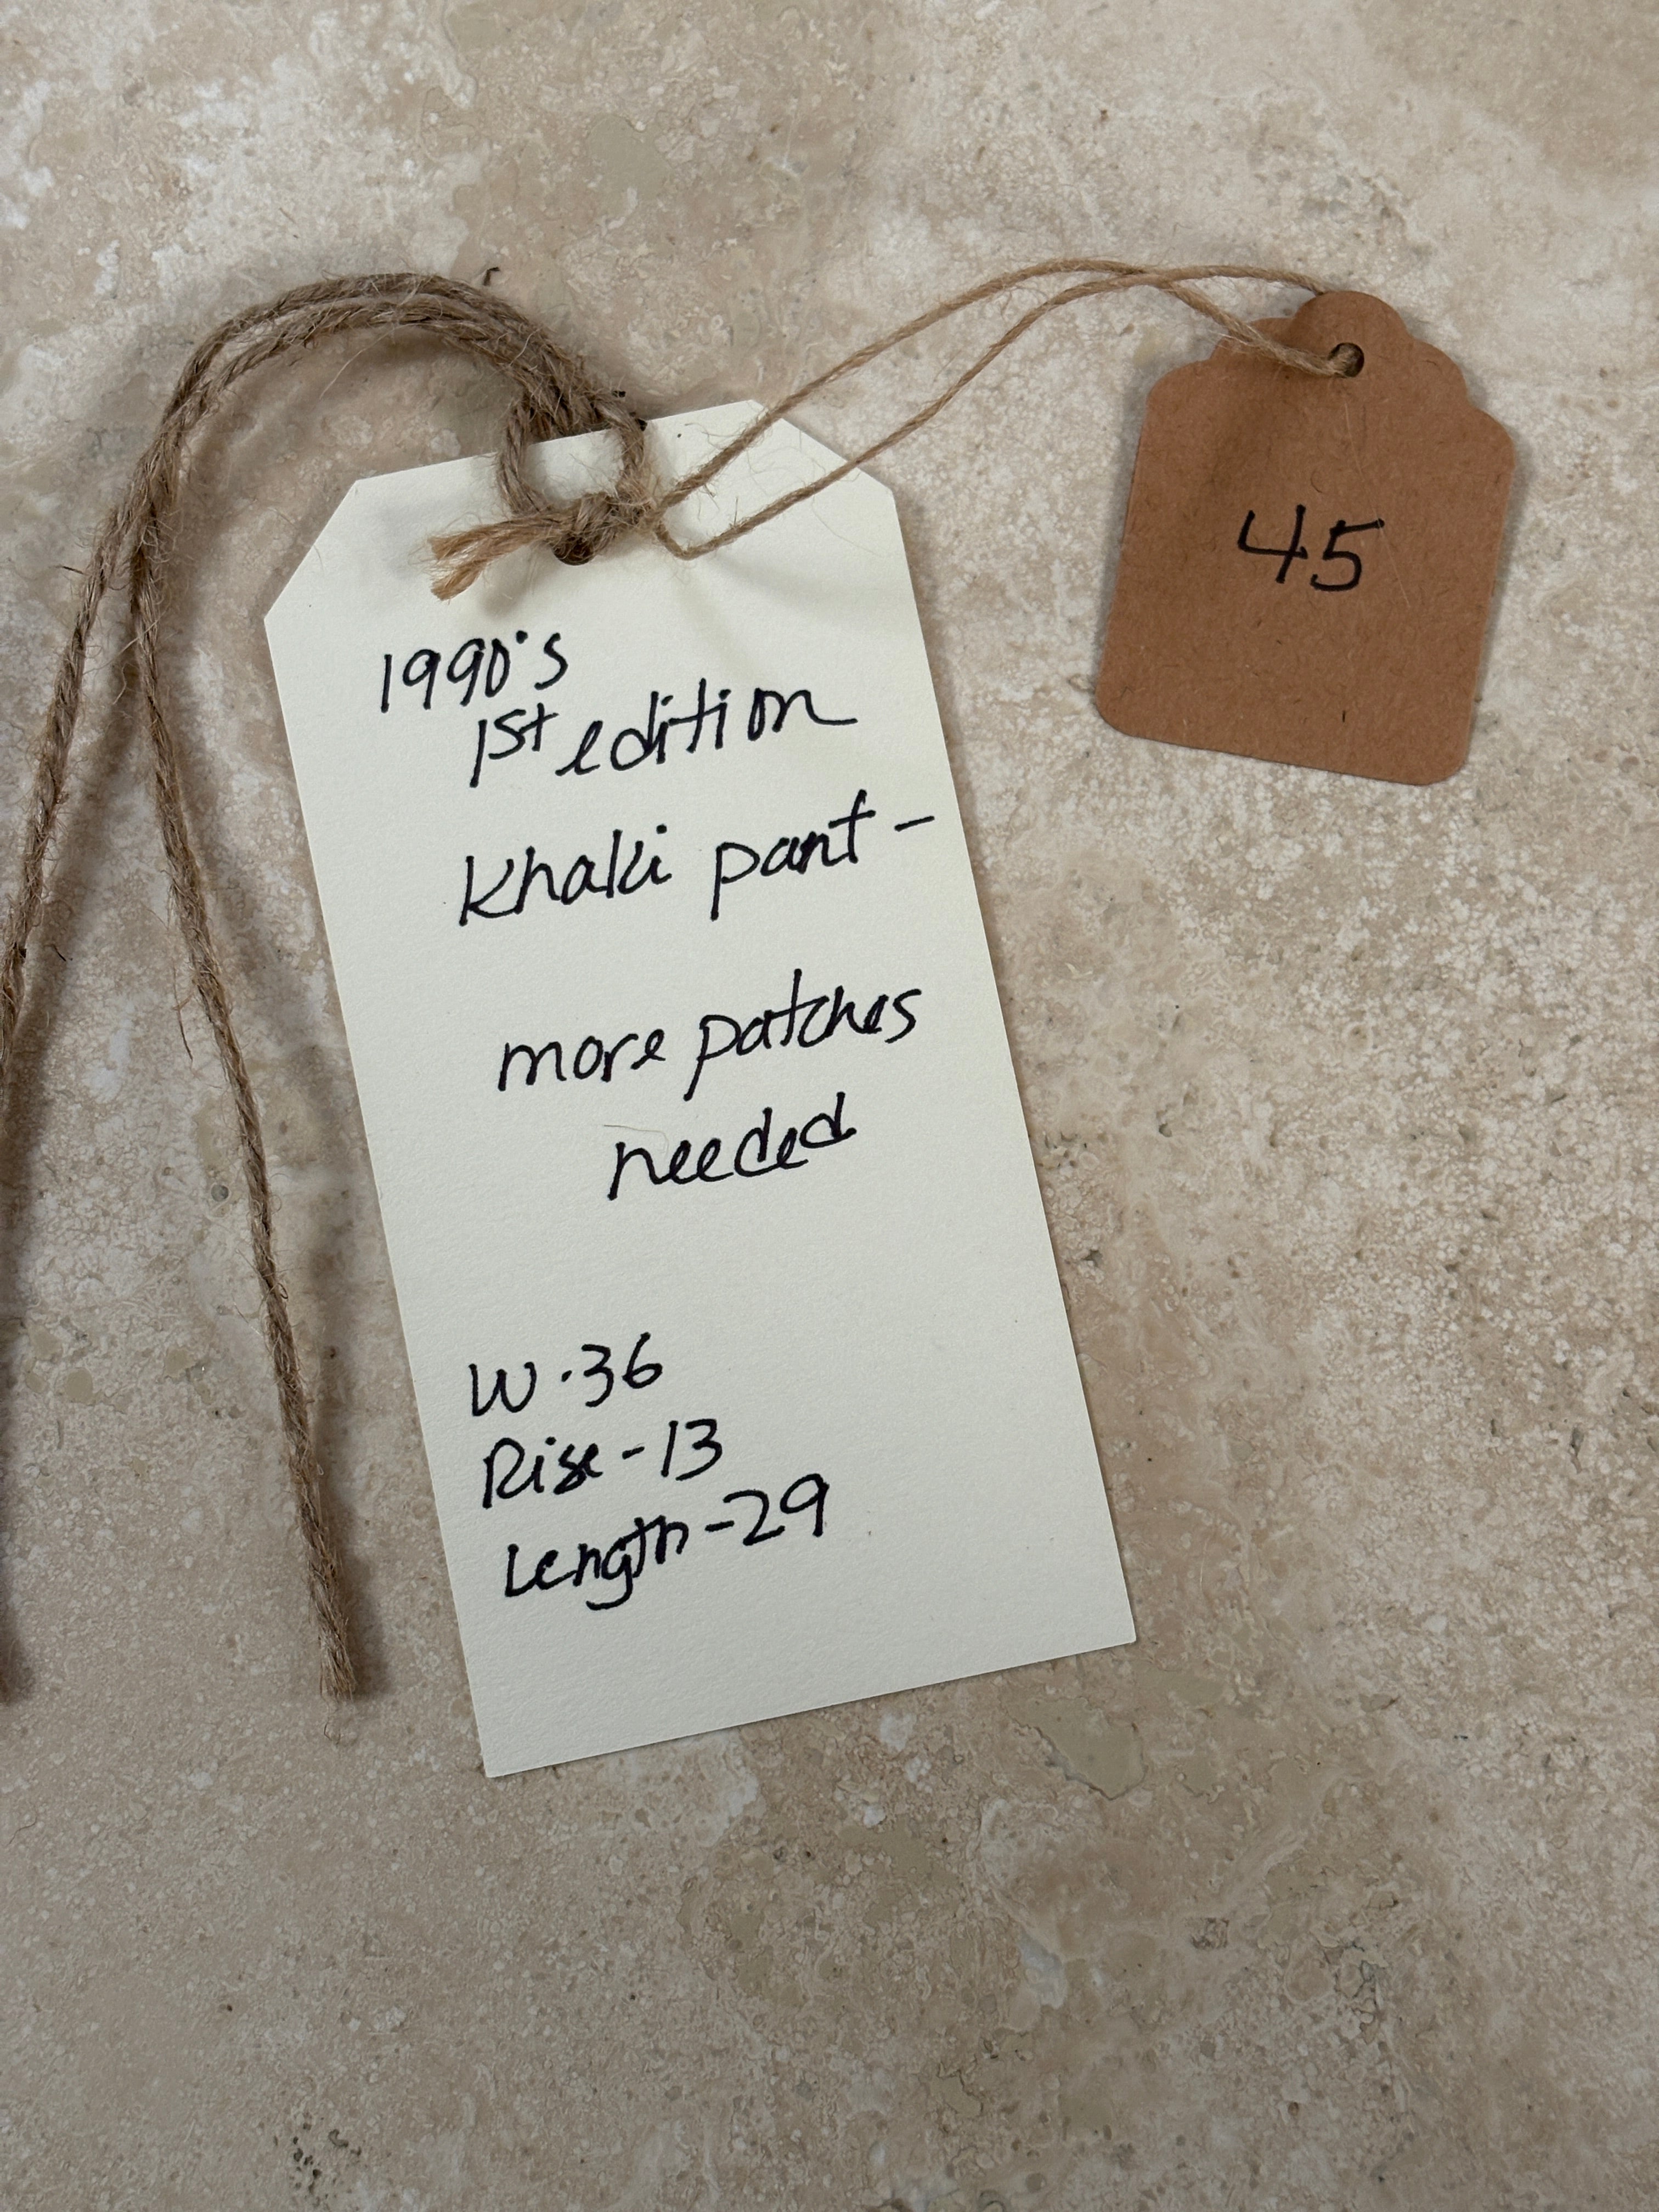 1990's
1st edition
Khaki pant -
more patches
needed
W · 36
Rise - 13
Length - 29
45